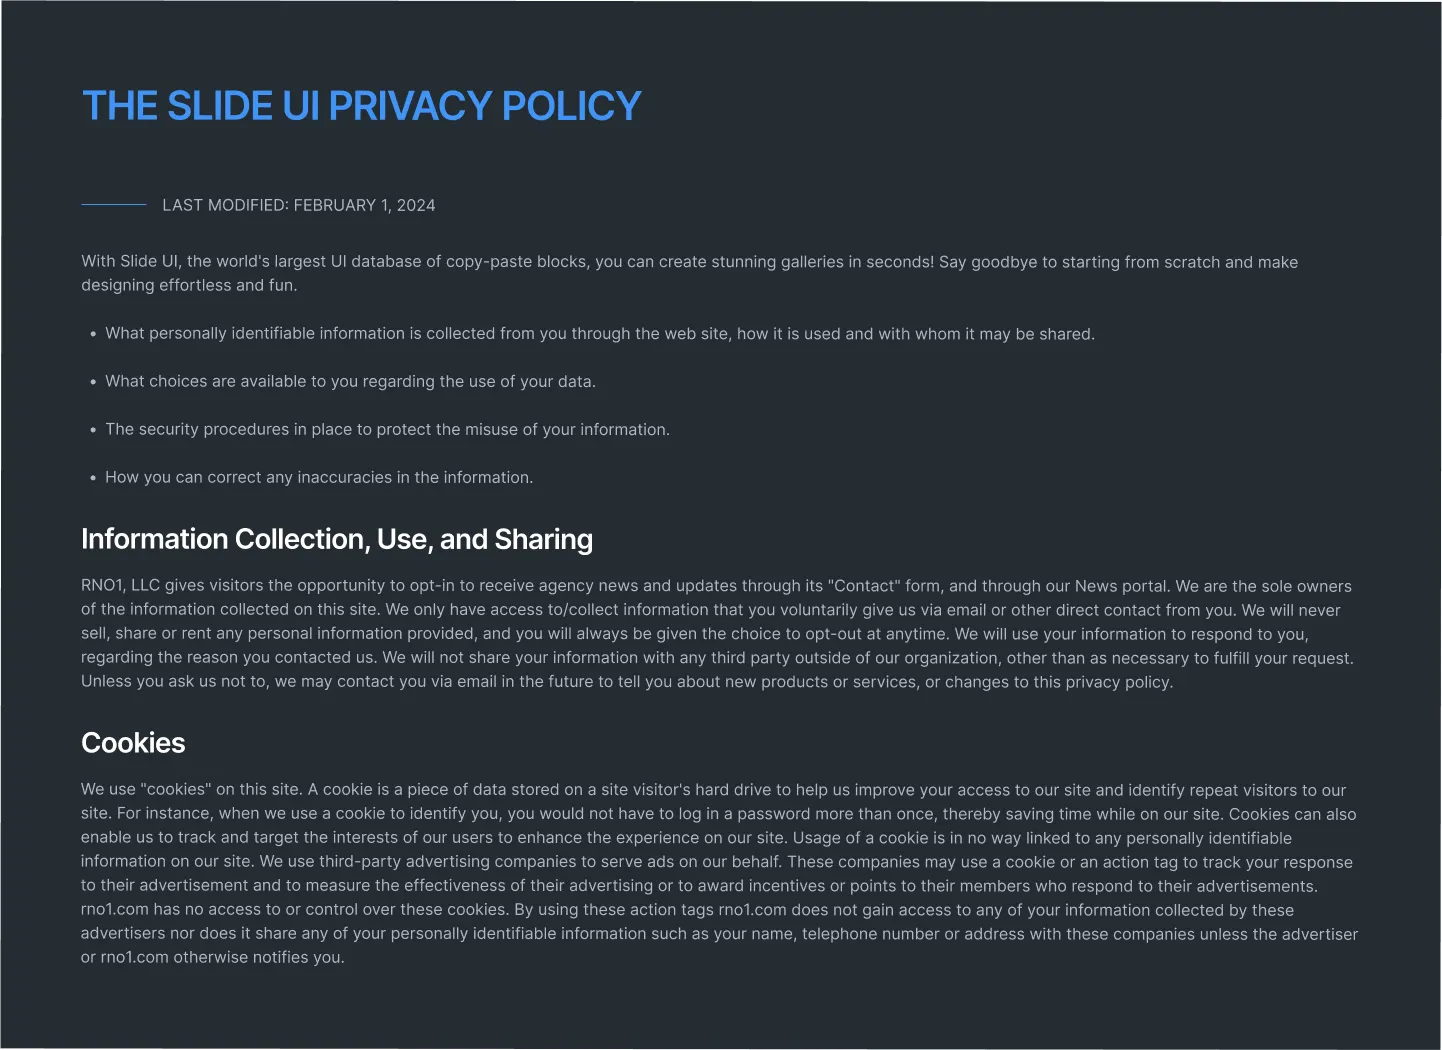 THE SLIDE UI PRIVACY POLICY
LAST MODIFIED: FEBRUARY 1, 2024
With Slide UI, the world's largest UI database of copy-paste blocks, you can create stunning galleries in seconds! Say goodbye to starting from scratch and make
designing effortless and fun.
• What personally identifiable information is collected from you through the web site, how it is used and with whom it may be shared.
• What choices are available to you regarding the use of your data.
• The security procedures in place to protect the misuse of your information.
• How you can correct any inaccuracies in the information.
Information Collection, Use, and Sharing
RNO1, LLC gives visitors the opportunity to opt-in to receive agency news and updates through its "Contact" form, and through our News portal. We are the sole owners
of the information collected on this site. We only have access to/collect information that you voluntarily give us via email or other direct contact from you. We will never
sell, share or rent any personal information provided, and you will always be given the choice to opt-out at anytime. We will use your information to respond to you,
regarding the reason you contacted us. We will not share your information with any third party outside of our organization, other than as necessary to fulfill your request.
Unless you ask us not to, we may contact you via email in the future to tell you about new products or services, or changes to this privacy policy.
Cookies
We use "cookies" on this site. A cookie is a piece of data stored on a site visitor's hard drive to help us improve your access to our site and identify repeat visitors to our
site. For instance, when we use a cookie to identify you, you would not have to log in a password more than once, thereby saving time while on our site. Cookies can also
enable us to track and target the interests of our users to enhance the experience on our site. Usage of a cookie is in no way linked to any personally identifiable
information on our site. We use third-party advertising companies to serve ads on our behalf. These companies may use a cookie or an action tag to track your response
to their advertisement and to measure the effectiveness of their advertising or to award incentives or points to their members who respond to their advertisements.
rno1.com has no access to or control over these cookies. By using these action tags rno1.com does not gain access to any of your information collected by these
advertisers nor does it share any of your personally identifiable information such as your name, telephone number or address with these companies unless the advertiser
or rno1.com otherwise notifies you.